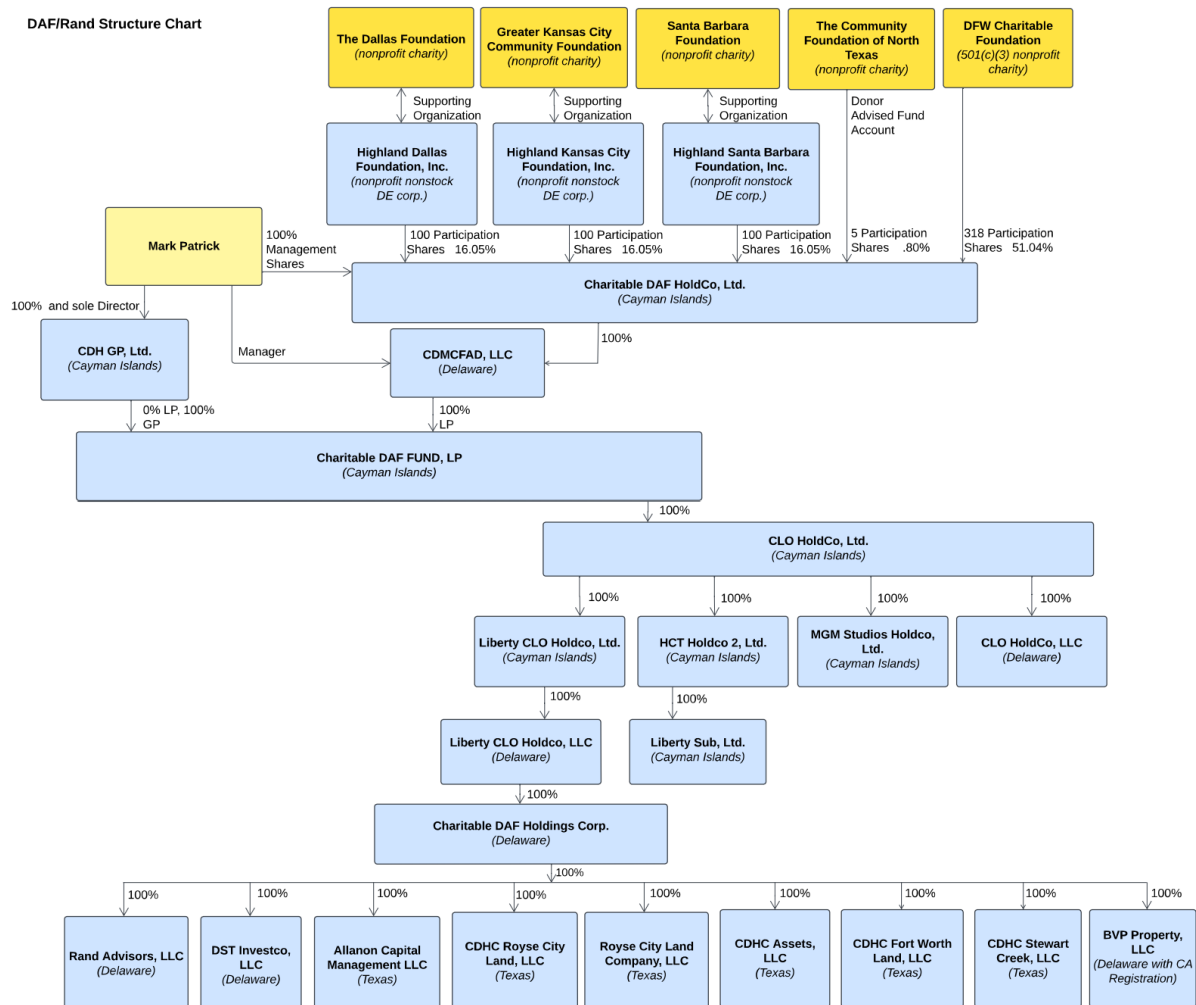 DAF/Rand Structure Chart
The Dallas Foundation
(nonprofit charity)
Greater Kansas City
Community Foundation
(nonprofit charity)
Santa Barbara
Foundation
(nonprofit charity)
The Community
Foundation of North
Texas
(nonprofit charity)
DFW Charitable
Foundation
(501(c)(3) nonprofit
charity)
Supporting
Organization
Supporting
Organization
Supporting
Organization
Donor
Advised Fund
Account
Highland Dallas
Foundation, Inc.
(nonprofit nonstock
DE corp.)
Highland Kansas City
Foundation, Inc.
(nonprofit nonstock
DE corp.)
Highland Santa Barbara
Foundation, Inc.
(nonprofit nonstock
DE corp.)
Mark Patrick
100%
Management
Shares
100 Participation
Shares 16.05%
100 Participation
Shares 16.05%
100 Participation
Shares 16.05%
5 Participation
Shares .80%
318 Participation
Shares 51.04%
Charitable DAF HoldCo, Ltd.
(Cayman Islands)
100% and sole Director
CDH GP, Ltd.
(Cayman Islands)
Manager
CDMCFAD, LLC
(Delaware)
100%
0% LP, 100%
GP
100%
LP
Charitable DAF FUND, LP
(Cayman Islands)
100%
CLO HoldCo, Ltd.
(Cayman Islands)
100%
100%
100%
100%
Liberty CLO Holdco, Ltd.
(Cayman Islands)
HCT Holdco 2, Ltd.
(Cayman Islands)
MGM Studios Holdco,
Ltd.
(Cayman Islands)
CLO HoldCo, LLC
(Delaware)
100%
100%
Liberty CLO Holdco, LLC
(Delaware)
Liberty Sub, Ltd.
(Cayman Islands)
100%
Charitable DAF Holdings Corp.
(Delaware)
100%
100%
100%
100%
100%
100%
100%
100%
100%
100%
Rand Advisors, LLC
(Delaware)
DST Investco,
LLC
(Delaware)
Allanon Capital
Management LLC
(Texas)
CDHC Royse City
Land, LLC
(Texas)
Royse City Land
Company, LLC
(Texas)
CDHC Assets,
LLC
(Texas)
CDHC Fort Worth
Land, LLC
(Texas)
CDHC Stewart
Creek, LLC
(Texas)
BVP Property,
LLC
(Delaware with CA
Registration)